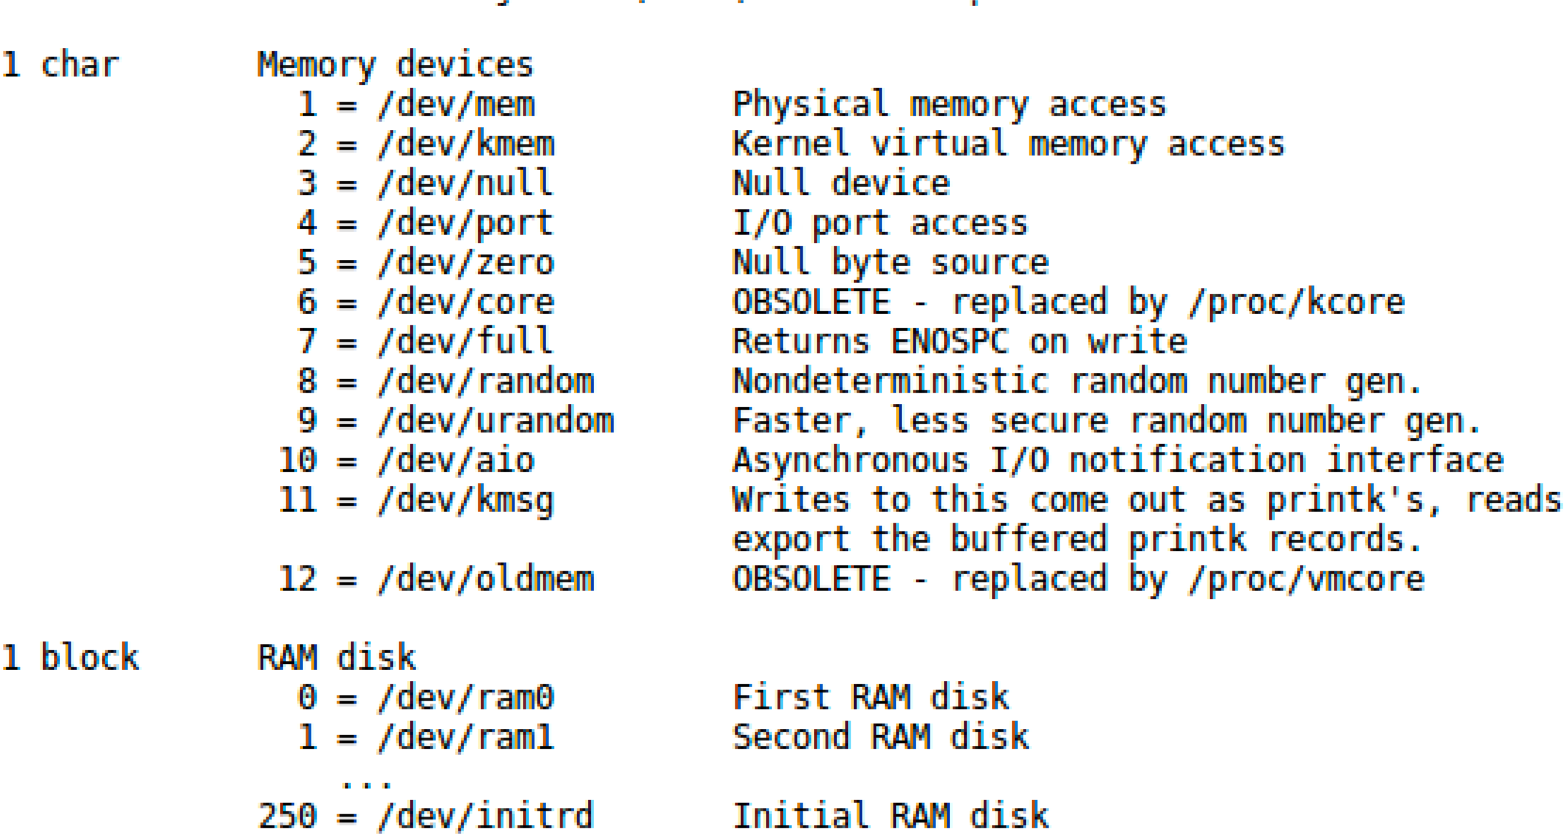 1 char Memory devices
1 = /dev/mem Physical memory access
2 = /dev/kmem Kernel virtual memory access
3 = /dev/null Null device
4 = /dev/port I/O port access
5 = /dev/zero Null byte source
6 = /dev/core OBSOLETE - replaced by /proc/kcore
7 = /dev/full Returns ENOSPC on write
8 = /dev/random Nondeterministic random number gen.
9 = /dev/urandom Faster, less secure random number gen.
10 = /dev/aio Asynchronous I/O notification interface
11 = /dev/kmsg Writes to this come out as printk's, reads
export the buffered printk records.
12 = /dev/oldmem OBSOLETE - replaced by /proc/vmcore
1 block RAM disk
0 = /dev/ram0 First RAM disk
1 = /dev/ram1 Second RAM disk
...
250 = /dev/initrd Initial RAM disk